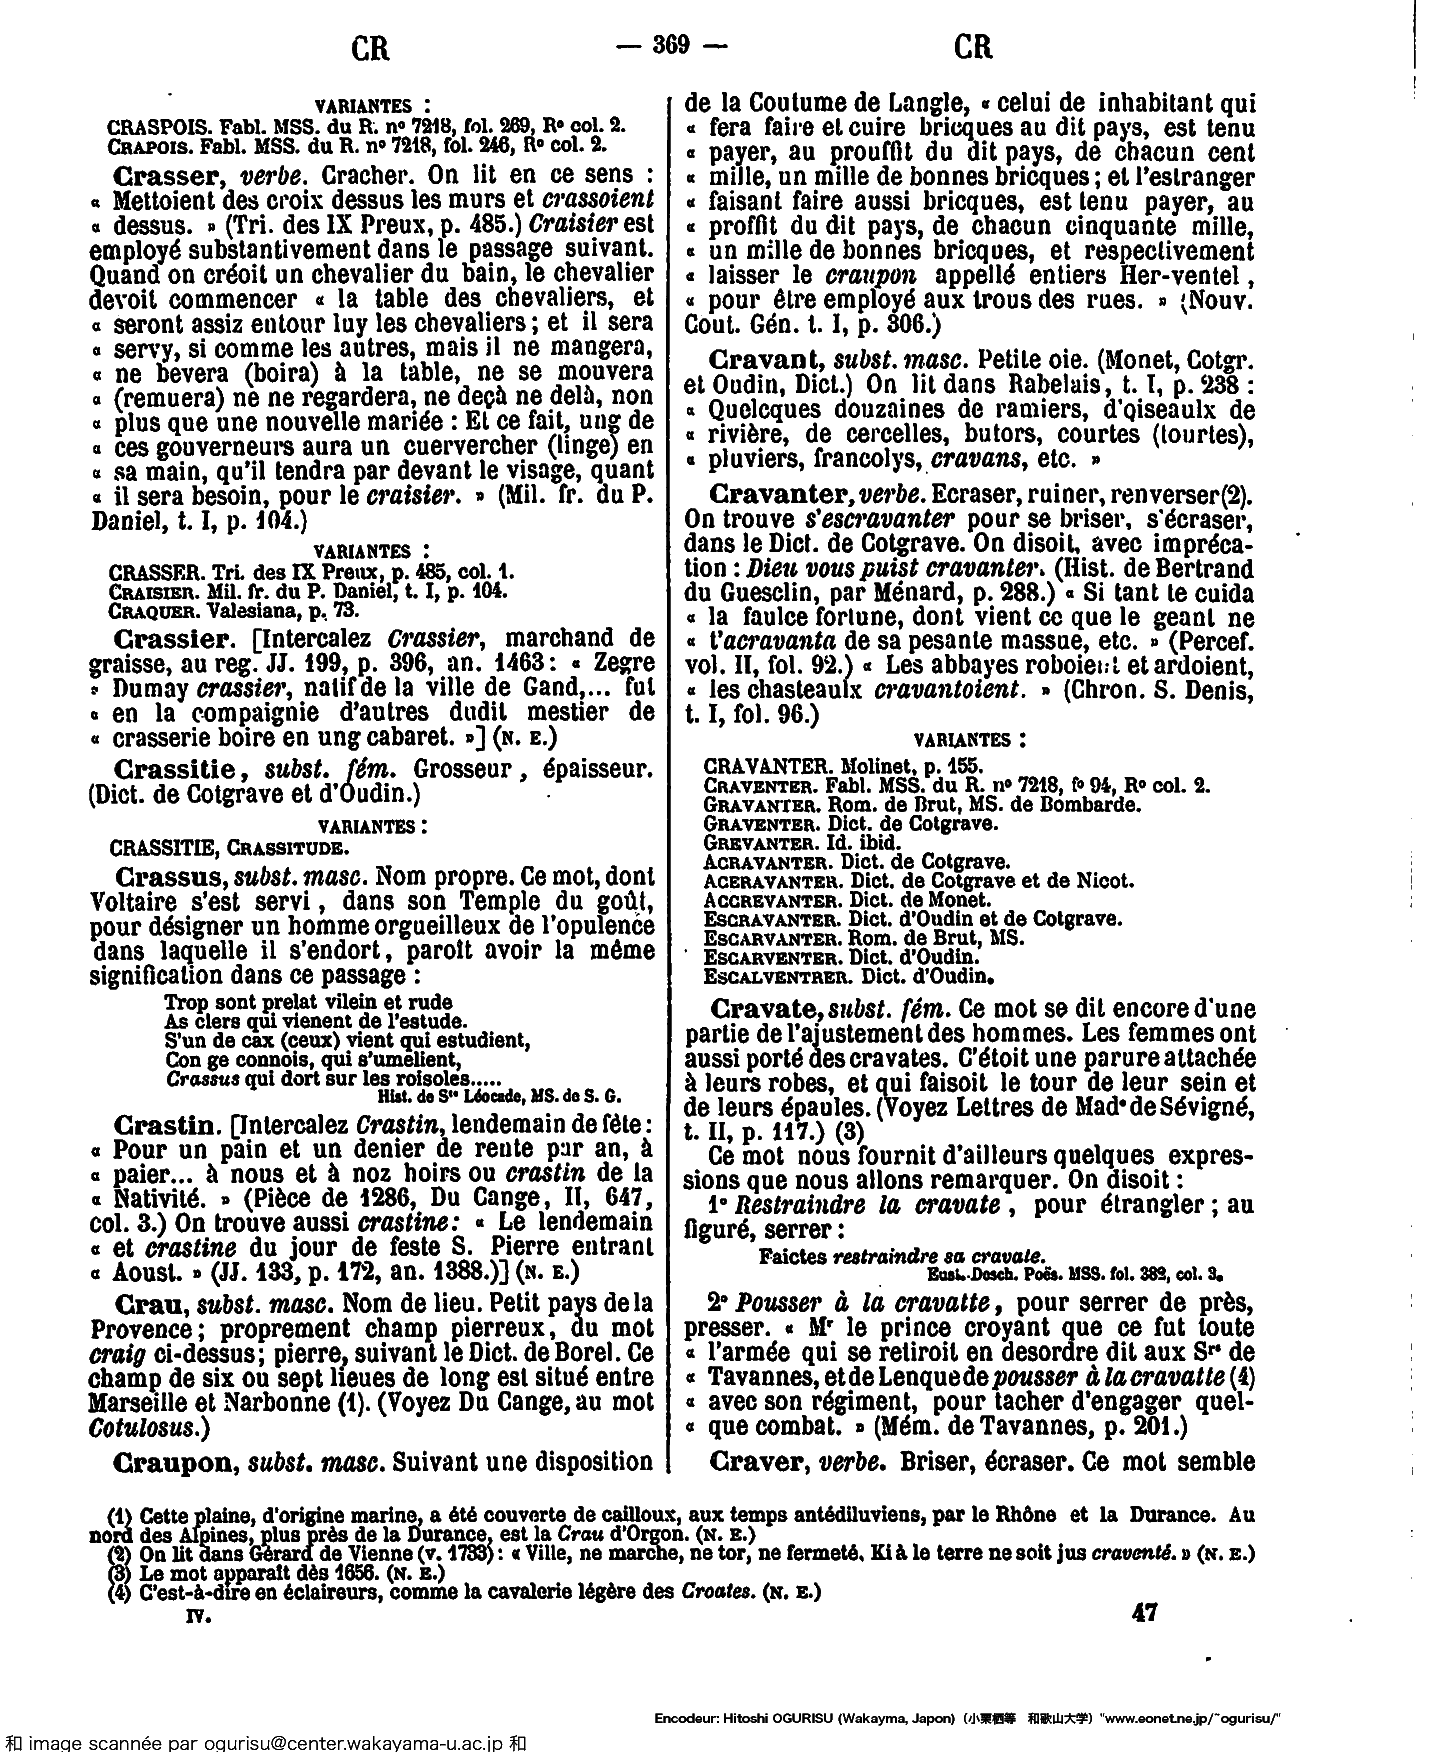 CR
— 369 —
CR
VARIANTES :
CRASPOIS. Fabl. MSS. du R. nº 7218, fol. 269, Rº col. 2.
CRAPOIS. Fabl. MSS. du R. nº 7218, fol. 246, Rº col. 2.
Crasser, verbe. Cracher. On lit en ce sens :
« Mettoient des croix dessus les murs et crassoient
« dessus. » (Tri. des IX Preux, p. 485.) Craisier est
employé substantivement dans le passage suivant.
Quand on créoit un chevalier du bain, le chevalier
devoit commencer « la table des chevaliers, et
« seront assiz entour luy les chevaliers ; et il sera
« servy, si comme les autres, mais il ne mangera,
« ne bevera (boira) à la table, ne se mouvera
« (remuera) ne ne regardera, ne deçà ne delà, non
« plus que une nouvelle mariée : Et ce fait, ung de
« ces gouverneurs aura un cuervercher (linge) en
« sa main, qu'il tendra par devant le visage, quant
« il sera besoin, pour le craisier. » (Mil. fr. du P.
Daniel, t. I, p. 104.)
VARIANTES :
CRASSER. Tri. des IX Preux, p. 485, col. 1.
CRAISIER. Mil. fr. du P. Daniel, t. I, p. 104.
CRAQUER. Valesiana, p. 73.
Crassier. [Intercalez Crassier, marchand de
graisse, au reg. JJ. 199, p. 396, an. 1463 : « Zegre
« Dumay crassier, natif de la ville de Gand,... fut
« en la compaignie d'autres dudit mestier de
« crasserie boire en ung cabaret. »] (N. E.)
Crassitie, subst. fém. Grosseur, épaisseur.
(Dict. de Cotgrave et d'Oudin.)
VARIANTES :
CRASSITIE, CRASSITUDE.
Crassus, subst. masc. Nom propre. Ce mot, dont
Voltaire s'est servi, dans son Temple du goût,
pour désigner un homme orgueilleux de l'opulence
dans laquelle il s'endort, paroît avoir la même
signification dans ce passage :
Trop sont prelat vilein et rude
As clers qui vienent de l'estude.
S'un de cax (ceux) vient qui estudient,
Con ge connois, qui s'umelient,
Crassus qui dort sur les roisoles.....
Hist. de Ste Léocade, MS. de S. G.
Crastin. [Intercalez Crastin, lendemain de fête :
« Pour un pain et un denier de rente par an, à
« paier... à nous et à noz hoirs ou crastin de la
« Nativité. » (Pièce de 1286, Du Cange, II, 647,
col. 3.) On trouve aussi crastine : « Le lendemain
« et crastine du jour de feste S. Pierre entrant
« Aoust. » (JJ. 133, p. 172, an. 1388.)] (N. E.)
Crau, subst. masc. Nom de lieu. Petit pays de la
Provence ; proprement champ pierreux, du mot
craig ci-dessus ; pierre, suivant le Dict. de Borel. Ce
champ de six ou sept lieues de long est situé entre
Marseille et Narbonne (1). (Voyez Du Cange, au mot
Cotulosus.)
Craupon, subst. masc. Suivant une disposition
de la Coutume de Langle, « celui de inhabitant qui
« fera faire et cuire bricques au dit pays, est tenu
« payer, au prouffit du dit pays, de chacun cent
« mille, un mille de bonnes bricques ; et l'estranger
« faisant faire aussi bricques, est tenu payer, au
« proffit du dit pays, de chacun cinquante mille,
« un mille de bonnes bricques, et respectivement
« laisser le craupon appellé entiers Her-ventel,
« pour être employé aux trous des rues. » (Nouv.
Cout. Gén. t. I, p. 306.)
Cravant, subst. masc. Petite oie. (Monet, Cotgr.
et Oudin, Dict.) On lit dans Rabelais, t. I, p. 238 :
« Quelcques douzaines de ramiers, d'oiseaulx de
« rivière, de cercelles, butors, courtes (tourtes),
« pluviers, francolys, cravans, etc. »
Cravanter, verbe. Ecraser, ruiner, renverser (2).
On trouve s'escravanter pour se briser, s'écraser,
dans le Dict. de Cotgrave. On disoit, avec impréca-
tion : Dieu vous puist cravanter. (Hist. de Bertrand
du Guesclin, par Ménard, p. 288.) « Si tant te cuida
« la faulce fortune, dont vient ce que le geant ne
« t'acravanta de sa pesante massue, etc. » (Percef.
vol. II, fol. 92.) « Les abbayes roboient et ardoient,
« les chasteaulx cravantoient. » (Chron. S. Denis,
t. I, fol. 96.)
VARIANTES :
CRAVANTER. Molinet, p. 155.
CRAVENTER. Fabl. MSS. du R. nº 7218, fº 94, Rº col. 2.
GRAVANTER. Rom. de Brut, MS. de Bombarde.
GRAVENTER. Dict. de Cotgrave.
GREVANTER. Id. ibid.
ACRAVANTER. Dict. de Cotgrave.
ACERAVANTER. Dict. de Cotgrave et de Nicot.
ACCREVANTER. Dict. de Monet.
ESCRAVANTER. Dict. d'Oudin et de Cotgrave.
ESCARVANTER. Rom. de Brut, MS.
ESCARVENTER. Dict. d'Oudin.
ESCALVENTRER. Dict. d'Oudin.
Cravate, subst. fém. Ce mot se dit encore d'une
partie de l'ajustement des hommes. Les femmes ont
aussi porté des cravates. C'étoit une parure attachée
à leurs robes, et qui faisoit le tour de leur sein et
de leurs épaules. (Voyez Lettres de Made de Sévigné,
t. II, p. 117.) (3)
Ce mot nous fournit d'ailleurs quelques expres-
sions que nous allons remarquer. On disoit :
1º Restraindre la cravate, pour étrangler ; au
figuré, serrer :
Faictes restraindre sa cravate.
Eust. Desch. Poës. MSS. fol. 382, col. 3.
2º Pousser à la cravatte, pour serrer de près,
presser. « Mr le prince croyant que ce fut toute
« l'armée qui se retiroit en desordre dit aux Srs de
« Tavannes, et de Lenque de pousser à la cravatte (4)
« avec son régiment, pour tacher d'engager quel-
« que combat. » (Mém. de Tavannes, p. 201.)
Craver, verbe. Briser, écraser. Ce mot semble
(1) Cette plaine, d'origine marine, a été couverte de cailloux, aux temps antédiluviens, par le Rhône et la Durance. Au
nord des Alpines, plus près de la Durance, est la Crau d'Orgon. (N. E.)
(2) On lit dans Gérard de Vienne (v. 1733) : « Ville, ne marche, ne tor, ne fermeté, Ki à le terre ne soit jus craventé. » (N. E.)
(3) Le mot apparaît dès 1656. (N. E.)
(4) C'est-à-dire en éclaireurs, comme la cavalerie légère des Croates. (N. E.)
IV.
47
Encodeur: Hitoshi OGURISU (Wakayma, Japon) (小栗栖等 和歌山大学) "www.eonet.ne.jp/~ogurisu/"
和 image scannée par ogurisu@center.wakayama-u.ac.jp 和